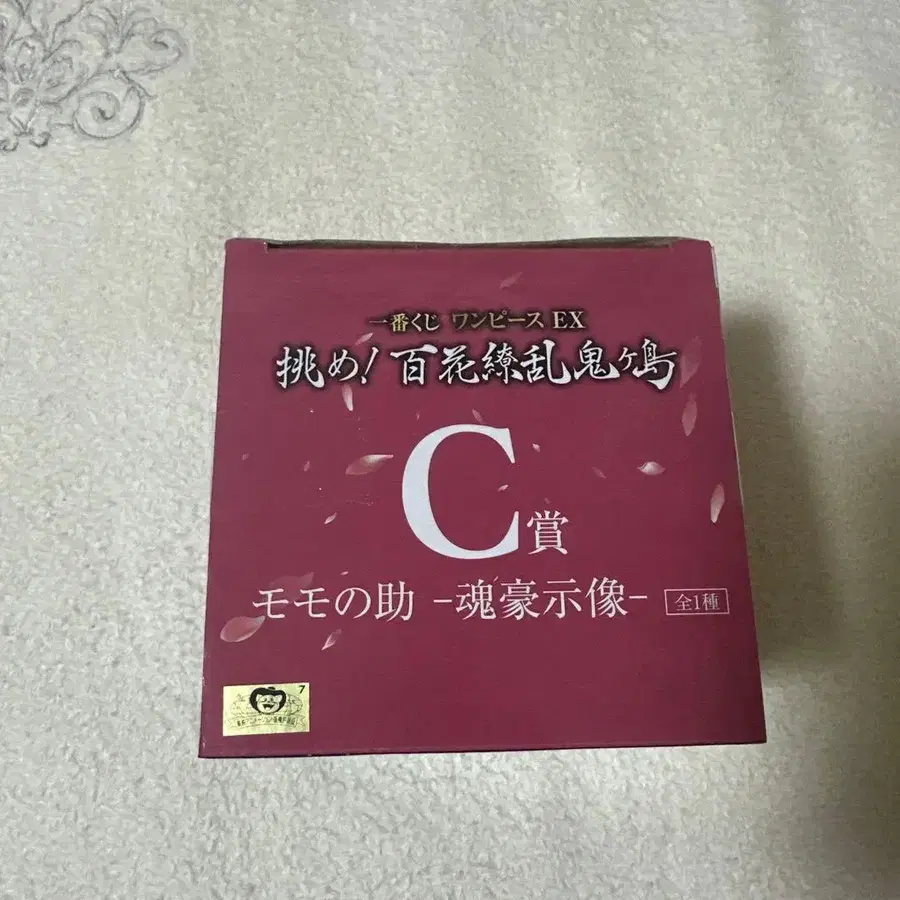 一番くじ ワンピース EX
挑め！百花繚乱鬼ヶ島
C賞
モモの助 -魂豪示像- 全1種
7